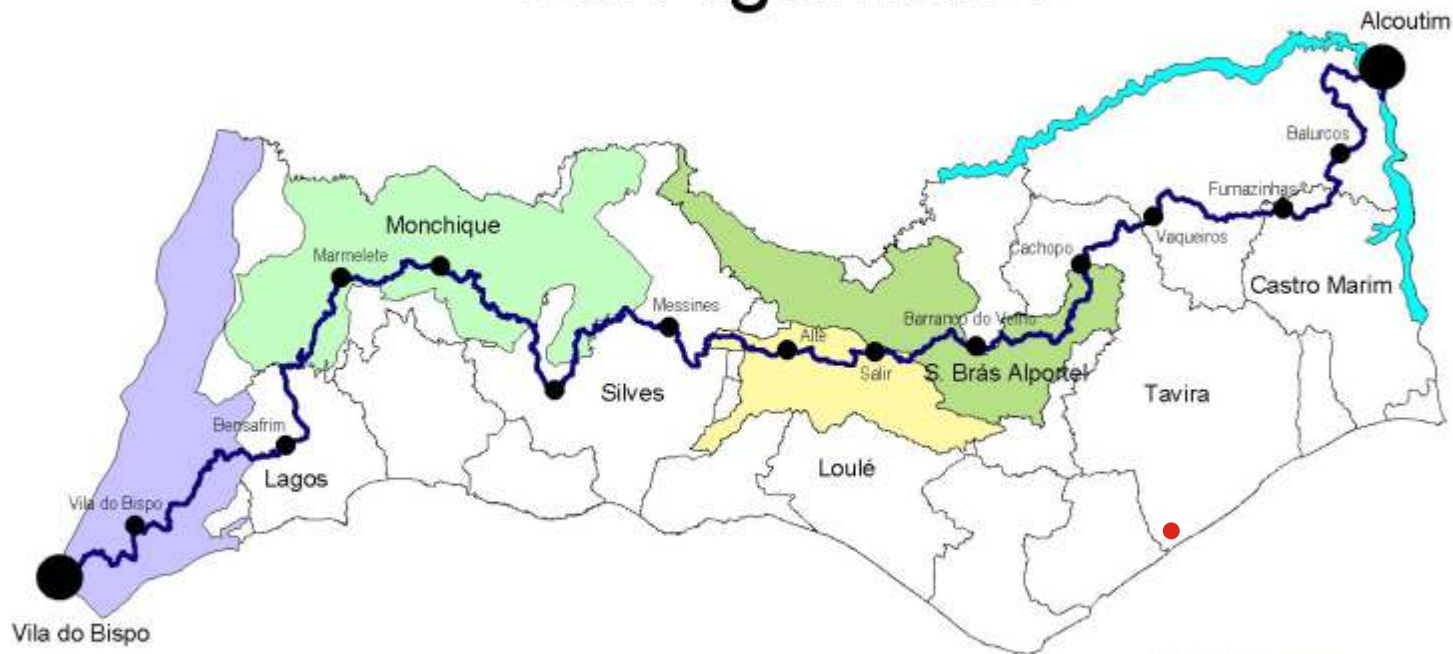 Alcoutim
Balurcos
Furnazinhas
Monchique
Vaqueiros
Marmelete
Cachopo
Castro Marim
Messines
Barranco do Velho
Alte
Salir
S. Brás Alportel
Silves
Tavira
Bensafrim
Loulé
Lagos
Vila do Bispo
Vila do Bispo